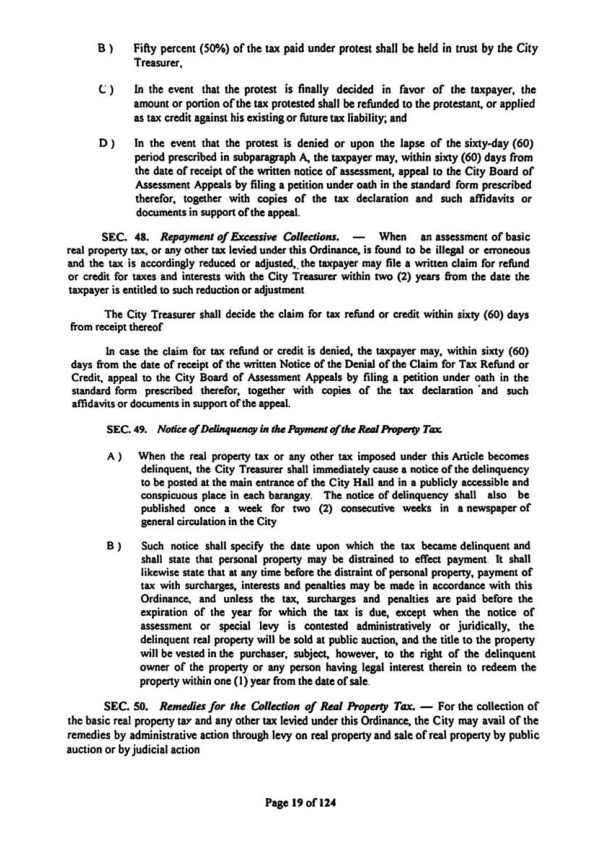 B ) Fifty percent (50%) of the tax paid under protest shall be held in trust by the City
Treasurer,
C ) In the event that the protest is finally decided in favor of the taxpayer, the
amount or portion of the tax protested shall be refunded to the protestant, or applied
as tax credit against his existing or future tax liability; and
D ) In the event that the protest is denied or upon the lapse of the sixty-day (60)
period prescribed in subparagraph A, the taxpayer may, within sixty (60) days from
the date of receipt of the written notice of assessment, appeal to the City Board of
Assessment Appeals by filing a petition under oath in the standard form prescribed
therefor, together with copies of the tax declaration and such affidavits or
documents in support of the appeal.
SEC. 48. Repayment of Excessive Collections. — When an assessment of basic
real property tax, or any other tax levied under this Ordinance, is found to be illegal or erroneous
and the tax is accordingly reduced or adjusted, the taxpayer may file a written claim for refund
or credit for taxes and interests with the City Treasurer within two (2) years from the date the
taxpayer is entitled to such reduction or adjustment
The City Treasurer shall decide the claim for tax refund or credit within sixty (60) days
from receipt thereof
In case the claim for tax refund or credit is denied, the taxpayer may, within sixty (60)
days from the date of receipt of the written Notice of the Denial of the Claim for Tax Refund or
Credit, appeal to the City Board of Assessment Appeals by filing a petition under oath in the
standard form prescribed therefor, together with copies of the tax declaration and such
affidavits or documents in support of the appeal.
SEC. 49. Notice of Delinquency in the Payment of the Real Property Tax.
A ) When the real property tax or any other tax imposed under this Article becomes
delinquent, the City Treasurer shall immediately cause a notice of the delinquency
to be posted at the main entrance of the City Hall and in a publicly accessible and
conspicuous place in each barangay. The notice of delinquency shall also be
published once a week for two (2) consecutive weeks in a newspaper of
general circulation in the City
B ) Such notice shall specify the date upon which the tax became delinquent and
shall state that personal property may be distrained to effect payment. It shall
likewise state that at any time before the distraint of personal property, payment of
tax with surcharges, interests and penalties may be made in accordance with this
Ordinance, and unless the tax, surcharges and penalties are paid before the
expiration of the year for which the tax is due, except when the notice of
assessment or special levy is contested administratively or juridically, the
delinquent real property will be sold at public auction, and the title to the property
will be vested in the purchaser, subject, however, to the right of the delinquent
owner of the property or any person having legal interest therein to redeem the
property within one (1) year from the date of sale.
SEC. 50. Remedies for the Collection of Real Property Tax. — For the collection of
the basic real property tax and any other tax levied under this Ordinance, the City may avail of the
remedies by administrative action through levy on real property and sale of real property by public
auction or by judicial action
Page 19 of 124